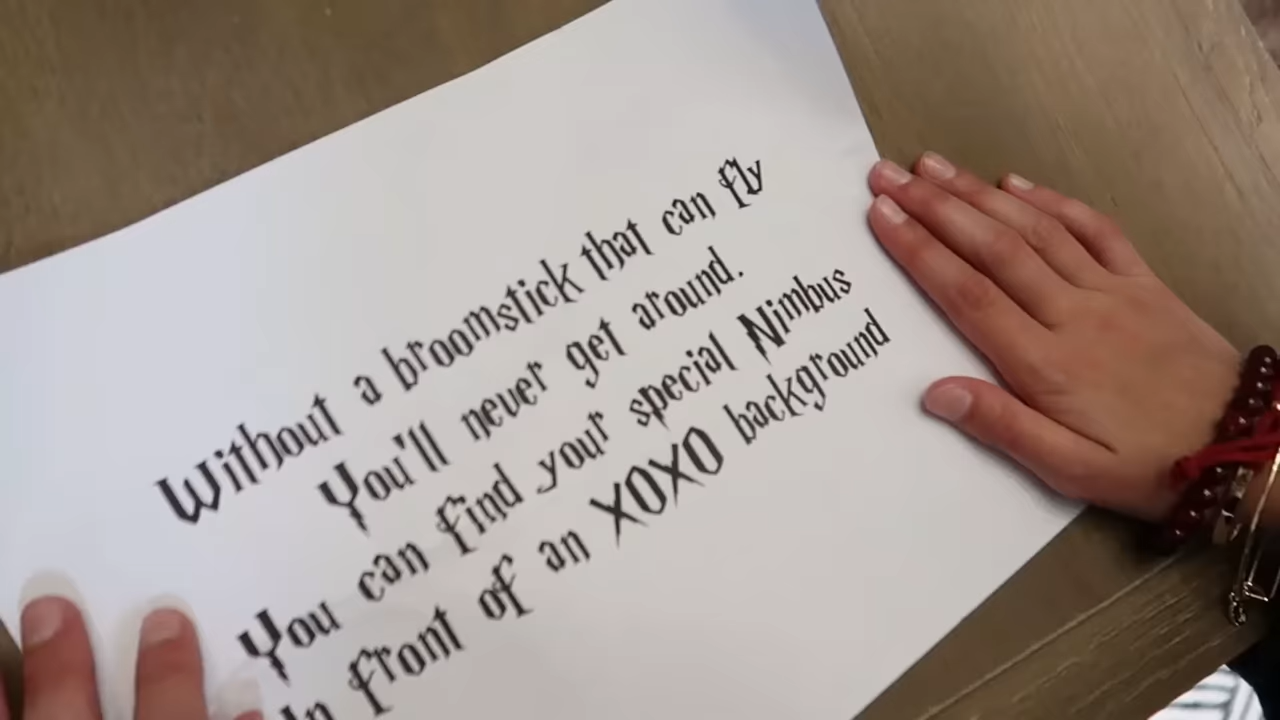 Without a broomstick that can fly
You'll never get around.
You can find your special Nimbus
In front of an XOXO background